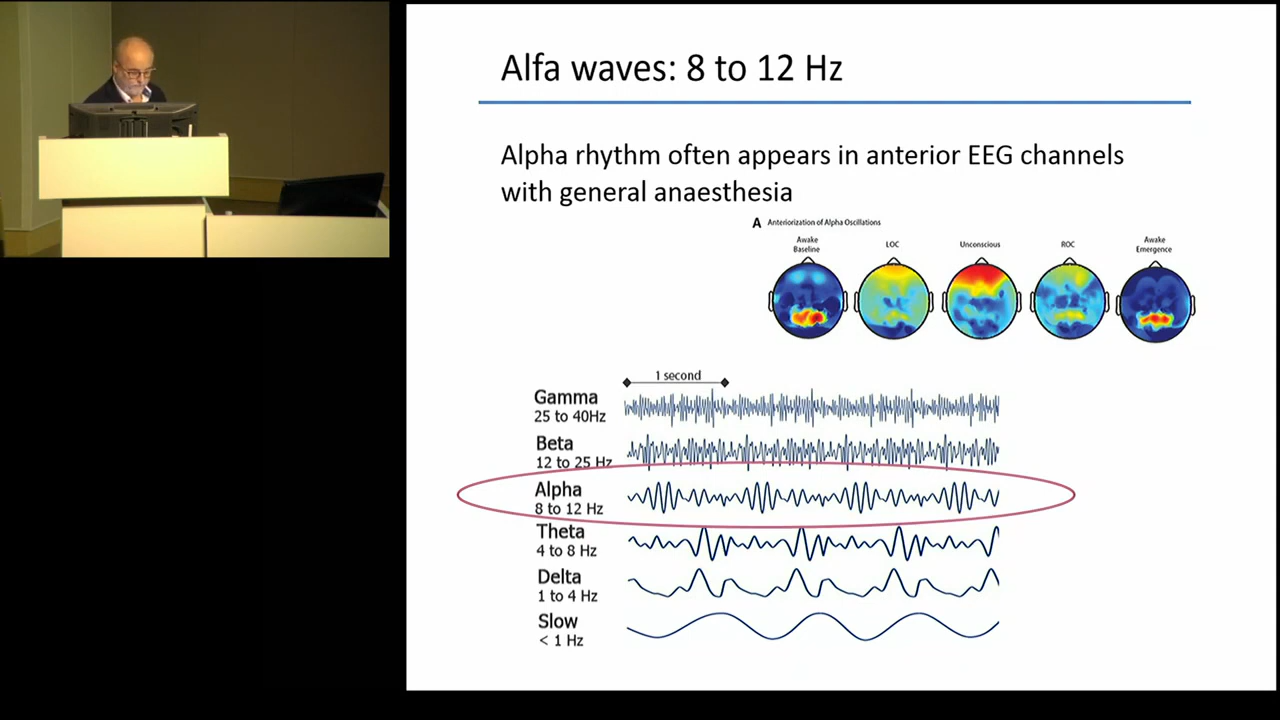 Alfa waves: 8 to 12 Hz
Alpha rhythm often appears in anterior EEG channels
with general anaesthesia
A Anteriorization of Alpha Oscillations
Awake
Baseline
LOC
Unconscious
ROC
Awake
Emergence
1 second
Gamma
25 to 40Hz
Beta
12 to 25 Hz
Alpha
8 to 12 Hz
Theta
4 to 8 Hz
Delta
1 to 4 Hz
Slow
< 1 Hz